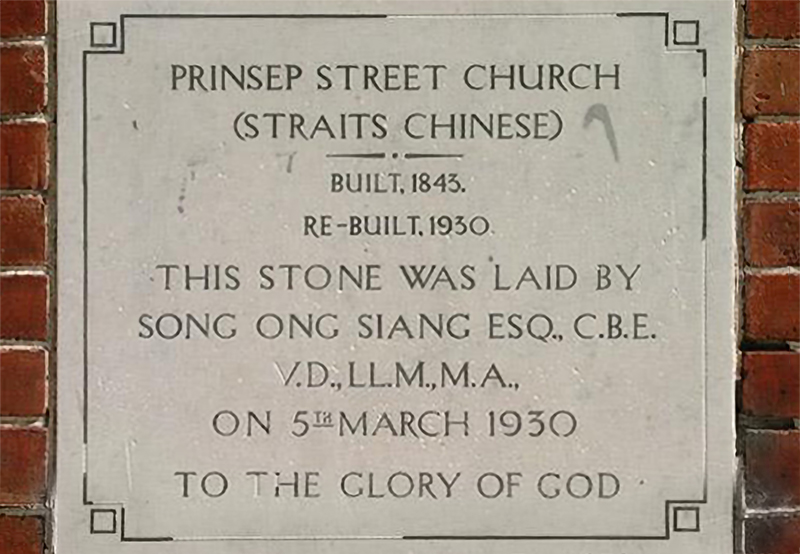 PRINSEP STREET CHURCH
(STRAITS CHINESE)
BUILT, 1843.
RE-BUILT, 1930.
THIS STONE WAS LAID BY
SONG ONG SIANG ESQ., C.B.E.
V.D., LL.M., M.A.,
ON 5TH MARCH 1930
TO THE GLORY OF GOD